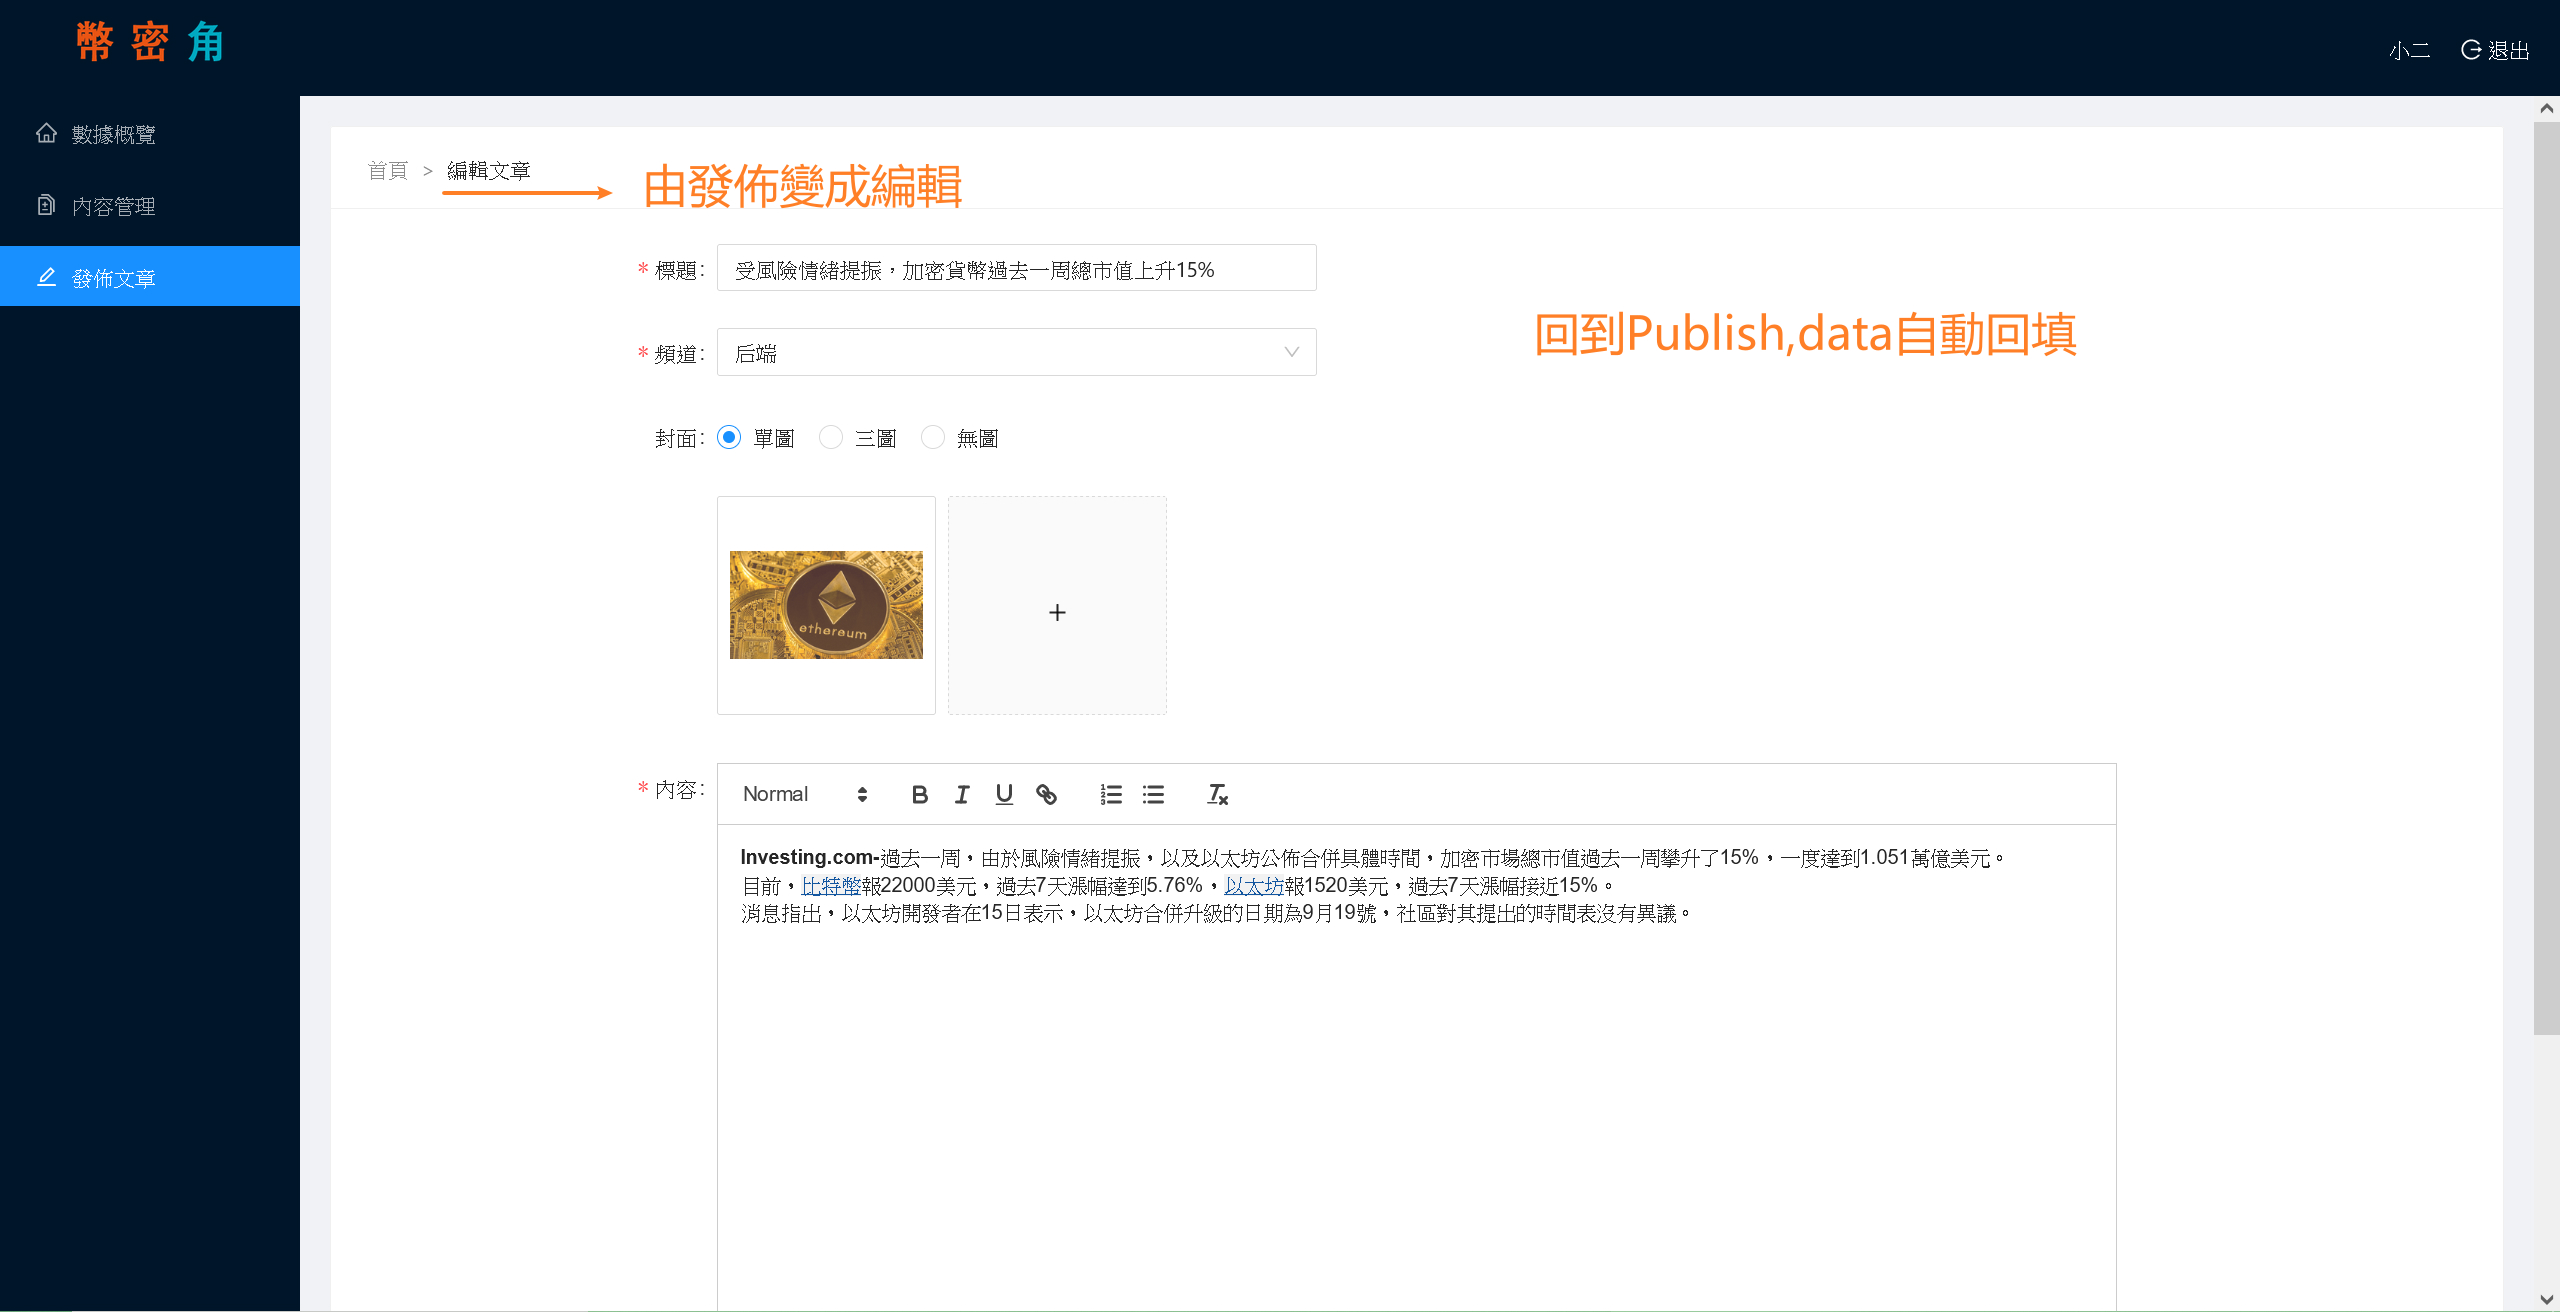 幣密角
小二 退出
數據概覽
內容管理
發佈文章
首頁 > 編輯文章
由發佈變成編輯
* 標題: 受風險情緒提振，加密貨幣過去一周總市值上升15%
* 頻道: 后端
回到Publish,data自動回填
封面: 單圖 三圖 無圖
ethereum
+
* 內容: Normal B I U
Investing.com-過去一周，由於風險情緒提振，以及以太坊公佈合併具體時間，加密市場總市值過去一周攀升了15%，一度達到1.051萬億美元。
目前，比特幣報22000美元，過去7天漲幅達到5.76%，以太坊報1520美元，過去7天漲幅接近15%。
消息指出，以太坊開發者在15日表示，以太坊合併升級的日期為9月19號，社區對其提出的時間表沒有異議。